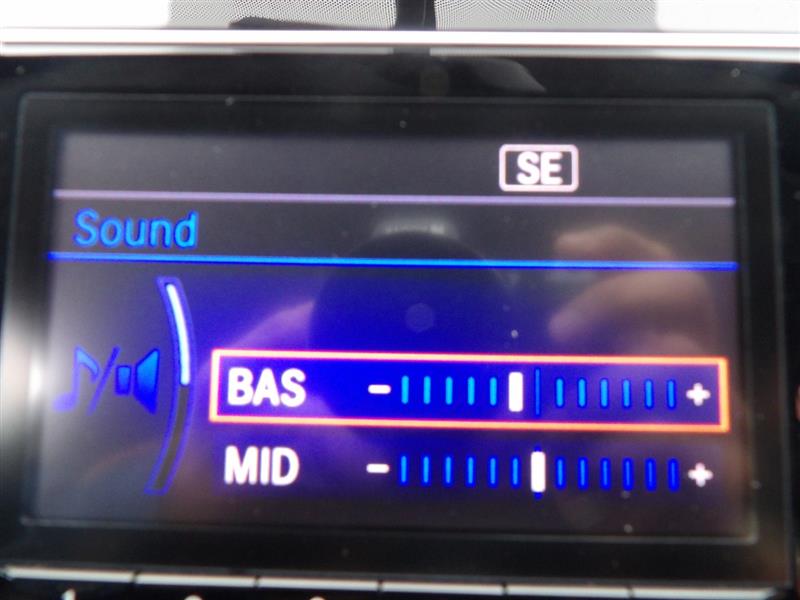 SE
Sound
BAS - +
MID - +